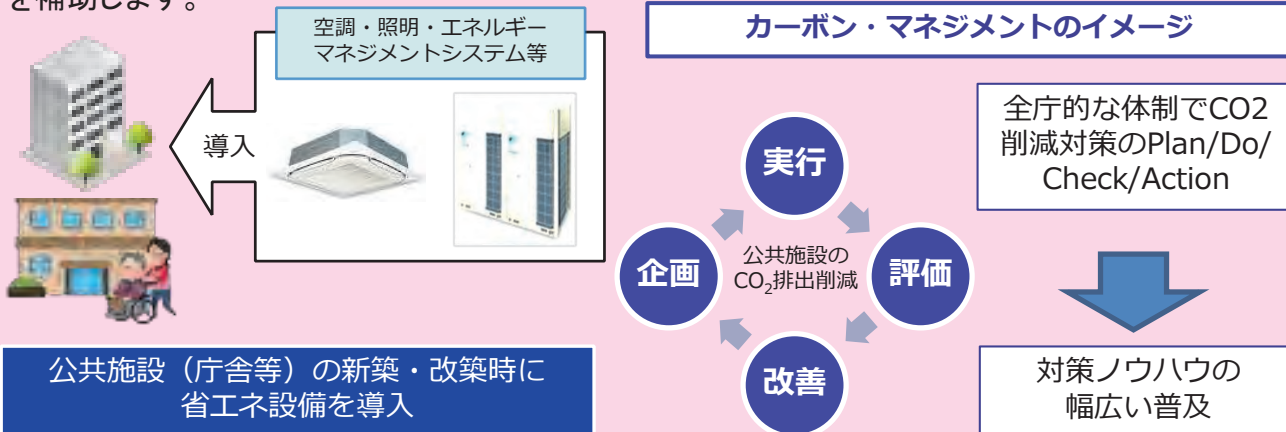 を補助します。
空調・照明・エネルギー
マネジメントシステム等
導入
公共施設（庁舎等）の新築・改築時に
省エネ設備を導入
カーボン・マネジメントのイメージ
実行
企画
公共施設の
CO₂排出削減
評価
改善
全庁的な体制でCO2
削減対策のPlan/Do/
Check/Action
対策ノウハウの
幅広い普及